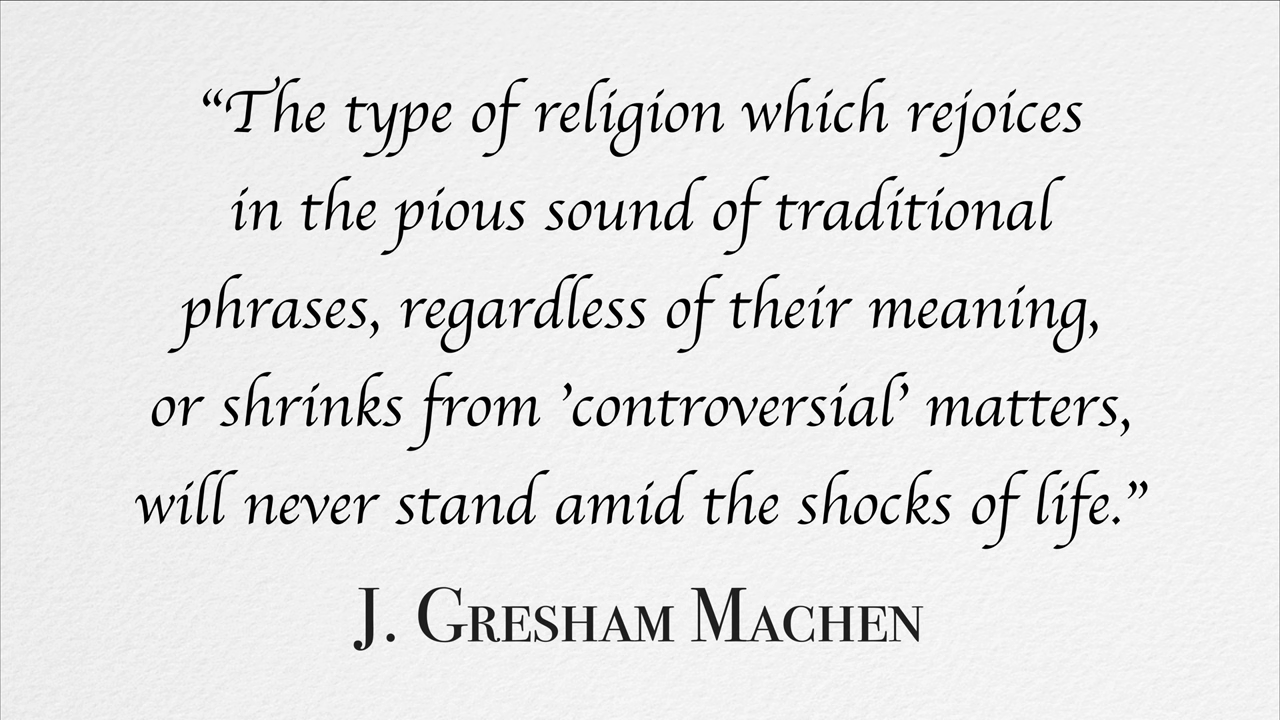 “The type of religion which rejoices
in the pious sound of traditional
phrases, regardless of their meaning,
or shrinks from ’controversial’ matters,
will never stand amid the shocks of life.”
J. Gresham Machen